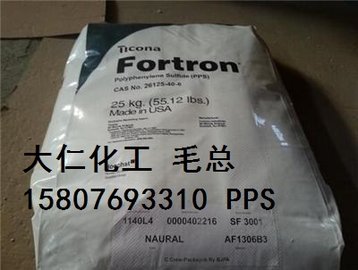 Ticona
Fortron®
Polyphenylene Sulfide (PPS)
CAS No. 26125-40-6
25 kg. (55.12 lbs.)
Made in USA
大仁化工 毛总
15807693310 PPS
1140L4 0000402216 SF 3001
NAURAL AF1306B3